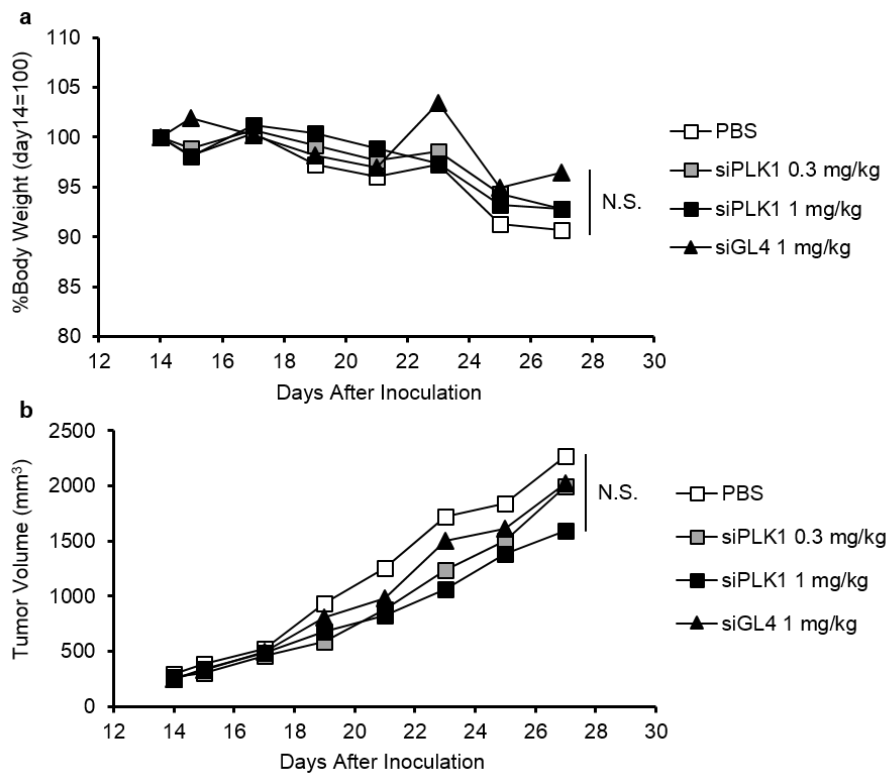 a
%Body Weight (day14=100)
110
105
100
95
90
85
80
12 14 16 18 20 22 24 26 28 30
Days After Inoculation
N.S.
PBS
siPLK1 0.3 mg/kg
siPLK1 1 mg/kg
siGL4 1 mg/kg
b
Tumor Volume (mm³)
2500
2000
1500
1000
500
0
12 14 16 18 20 22 24 26 28 30
Days After Inoculation
N.S.
PBS
siPLK1 0.3 mg/kg
siPLK1 1 mg/kg
siGL4 1 mg/kg